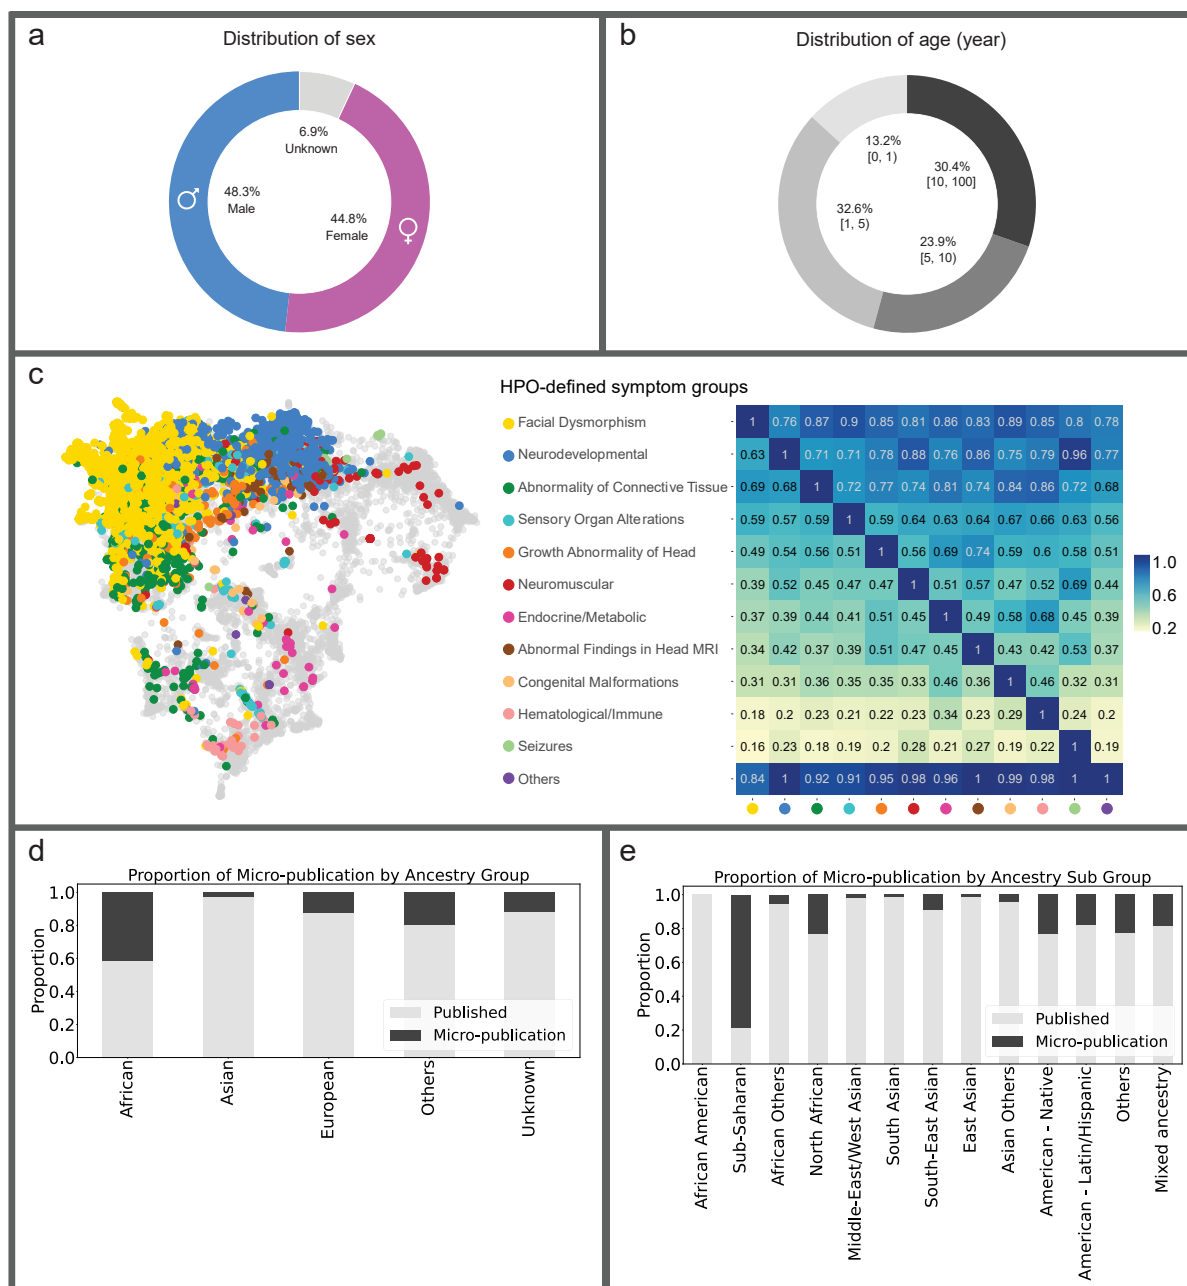 a
Distribution of sex
6.9%
Unknown
48.3%
Male
44.8%
Female
b
Distribution of age (year)
13.2%
[0, 1)
30.4%
[10, 100]
32.6%
[1, 5)
23.9%
[5, 10)
c
HPO-defined symptom groups
Facial Dysmorphism
1 0.76 0.87 0.9 0.85 0.81 0.86 0.83 0.89 0.85 0.8 0.78
Neurodevelopmental
0.63 1 0.71 0.71 0.78 0.88 0.76 0.86 0.75 0.79 0.96 0.77
Abnormality of Connective Tissue
0.69 0.68 1 0.72 0.77 0.74 0.81 0.74 0.84 0.86 0.72 0.68
Sensory Organ Alterations
0.59 0.57 0.59 1 0.59 0.64 0.63 0.64 0.67 0.66 0.63 0.56
Growth Abnormality of Head
0.49 0.54 0.56 0.51 1 0.56 0.69 0.74 0.59 0.6 0.58 0.51
Neuromuscular
0.39 0.52 0.45 0.47 0.47 1 0.51 0.57 0.47 0.52 0.69 0.44
Endocrine/Metabolic
0.37 0.39 0.44 0.41 0.51 0.45 1 0.49 0.58 0.68 0.45 0.39
Abnormal Findings in Head MRI
0.34 0.42 0.37 0.39 0.51 0.47 0.45 1 0.43 0.42 0.53 0.37
Congenital Malformations
0.31 0.31 0.36 0.35 0.35 0.33 0.46 0.36 1 0.46 0.32 0.31
Hematological/Immune
0.18 0.2 0.23 0.21 0.22 0.23 0.34 0.23 0.29 1 0.24 0.2
Seizures
0.16 0.23 0.18 0.19 0.2 0.28 0.21 0.27 0.19 0.22 1 0.19
Others
0.84 1 0.92 0.91 0.95 0.98 0.96 1 0.99 0.98 1 1
1.0
0.6
0.2
d
Proportion of Micro-publication by Ancestry Group
Proportion
1.0
0.8
0.6
0.4
0.2
0.0
Published
Micro-publication
African
Asian
European
Others
Unknown
e
Proportion of Micro-publication by Ancestry Sub Group
Proportion
1.0
0.8
0.6
0.4
0.2
0.0
Published
Micro-publication
African American
Sub-Saharan
African Others
North African
Middle-East/West Asian
South Asian
South-East Asian
East Asian
Asian Others
American - Native
American - Latin/Hispanic
Others
Mixed ancestry